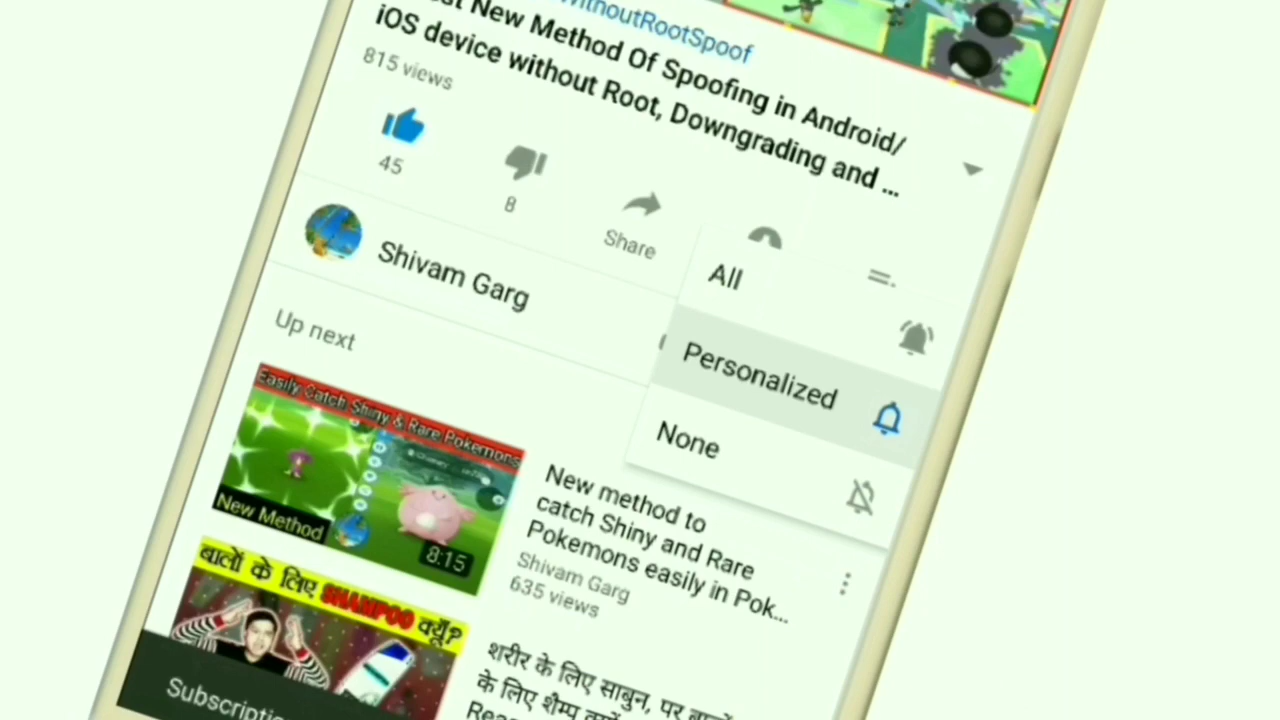 WithoutRootSpoof
New Method Of Spoofing in Android/
iOS device without Root, Downgrading and ...
815 views
45
8
Share
All
Shivam Garg
Personalized
None
Up next
Easily Catch Shiny & Rare Pokemons
New Method
8:15
New method to
catch Shiny and Rare
Pokemons easily in Pok...
Shivam Garg
635 views
बालों के लिए SHAMPOO क्यूँ?
शरीर के लिए साबुन, पर
के लिए शैम्पू